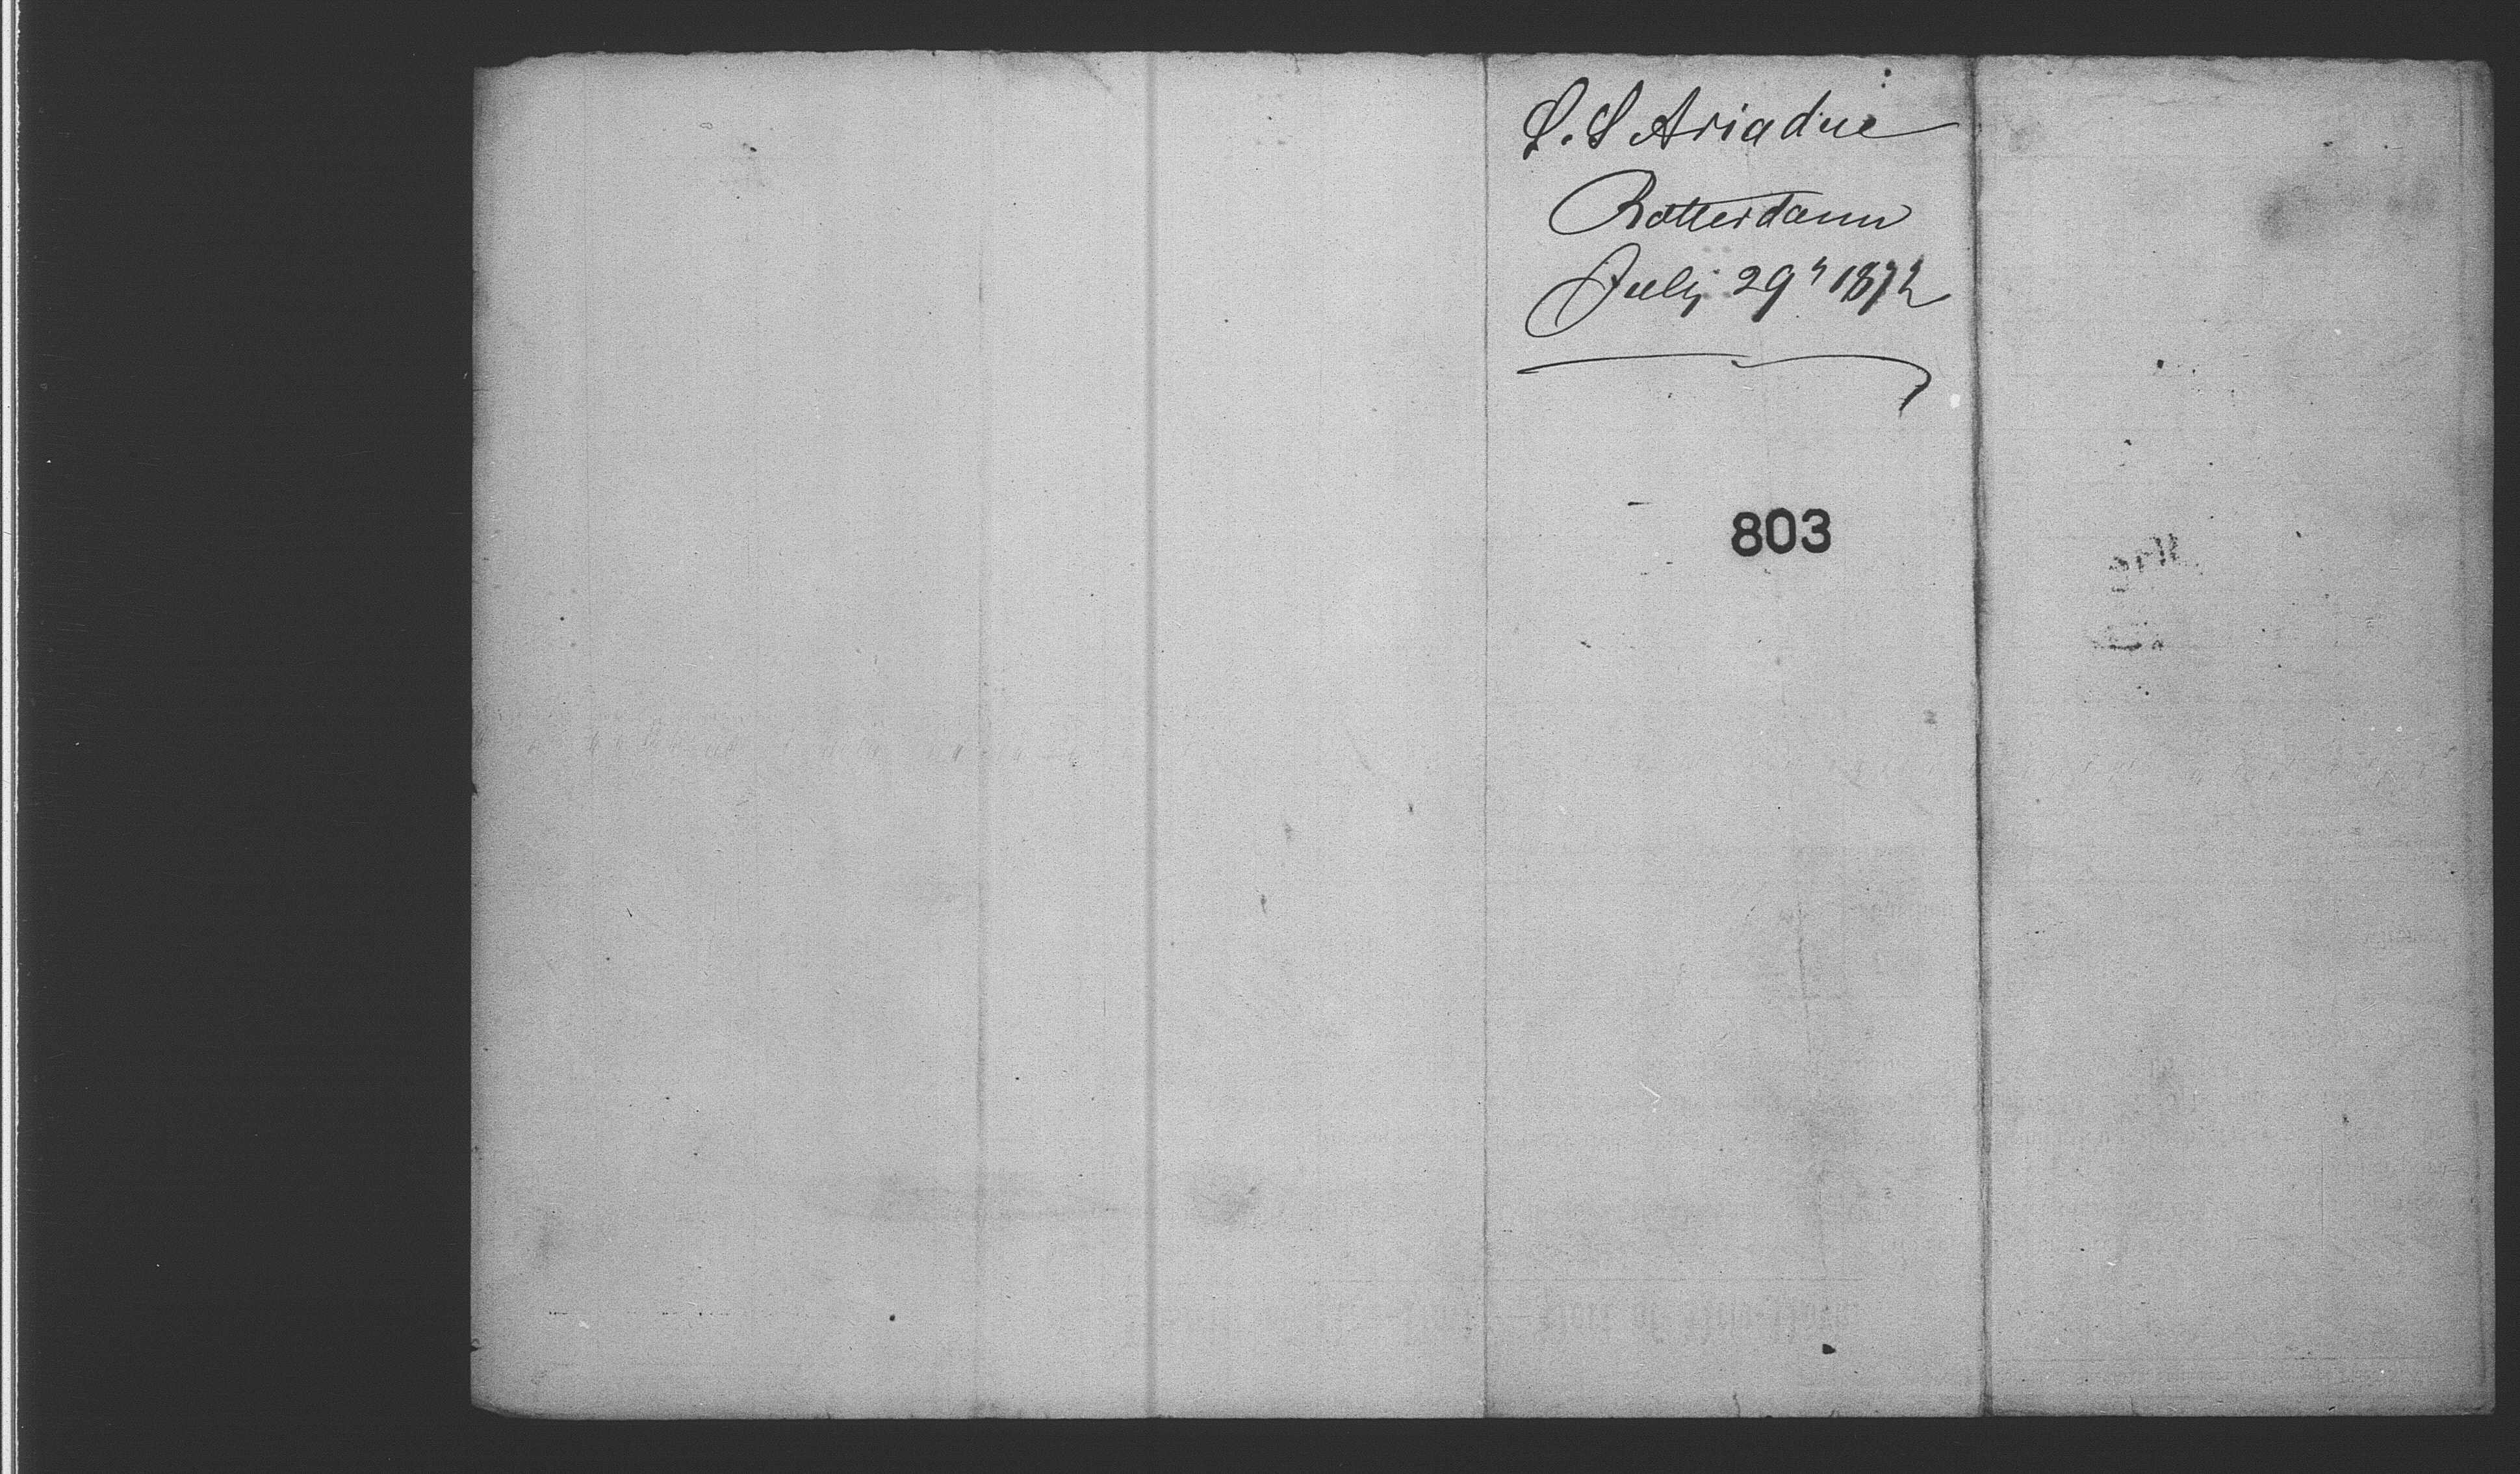 S. S Ariadne
Rotterdam
July 29th 1872
803